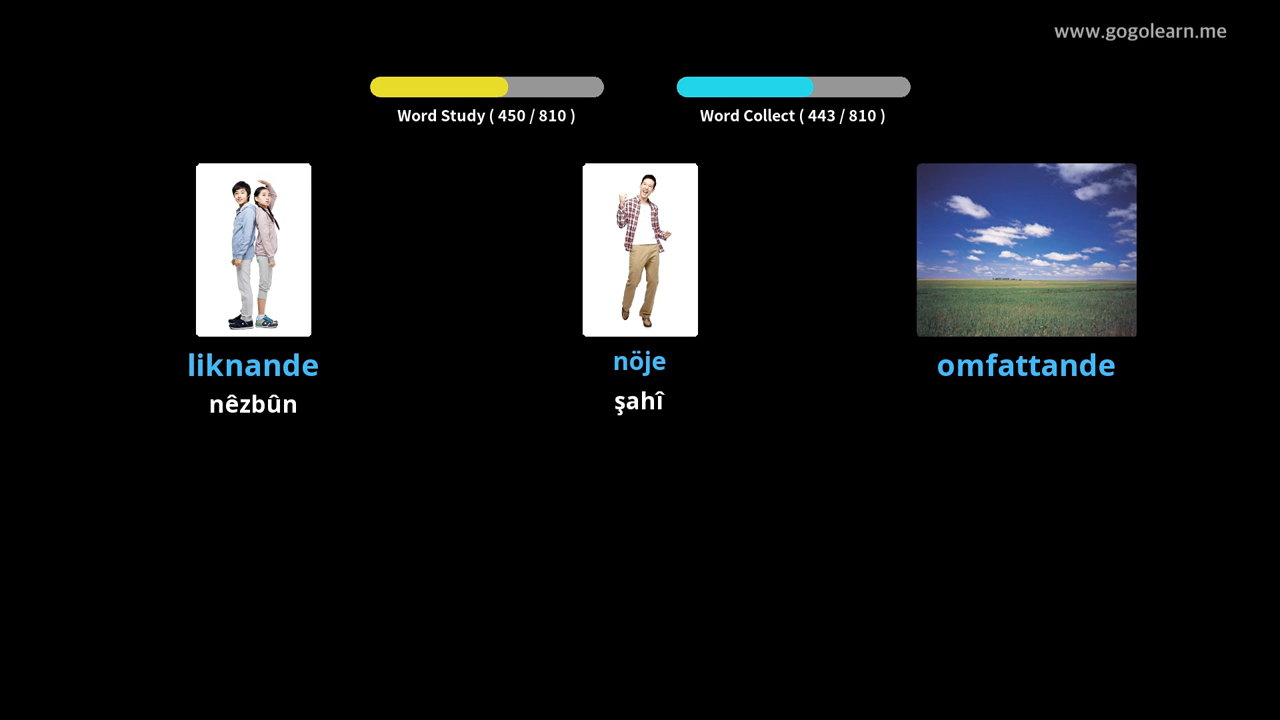 www.gogolearn.me
Word Study ( 450 / 810 )
Word Collect ( 443 / 810 )
liknande
nêzbûn
nöje
şahî
omfattande